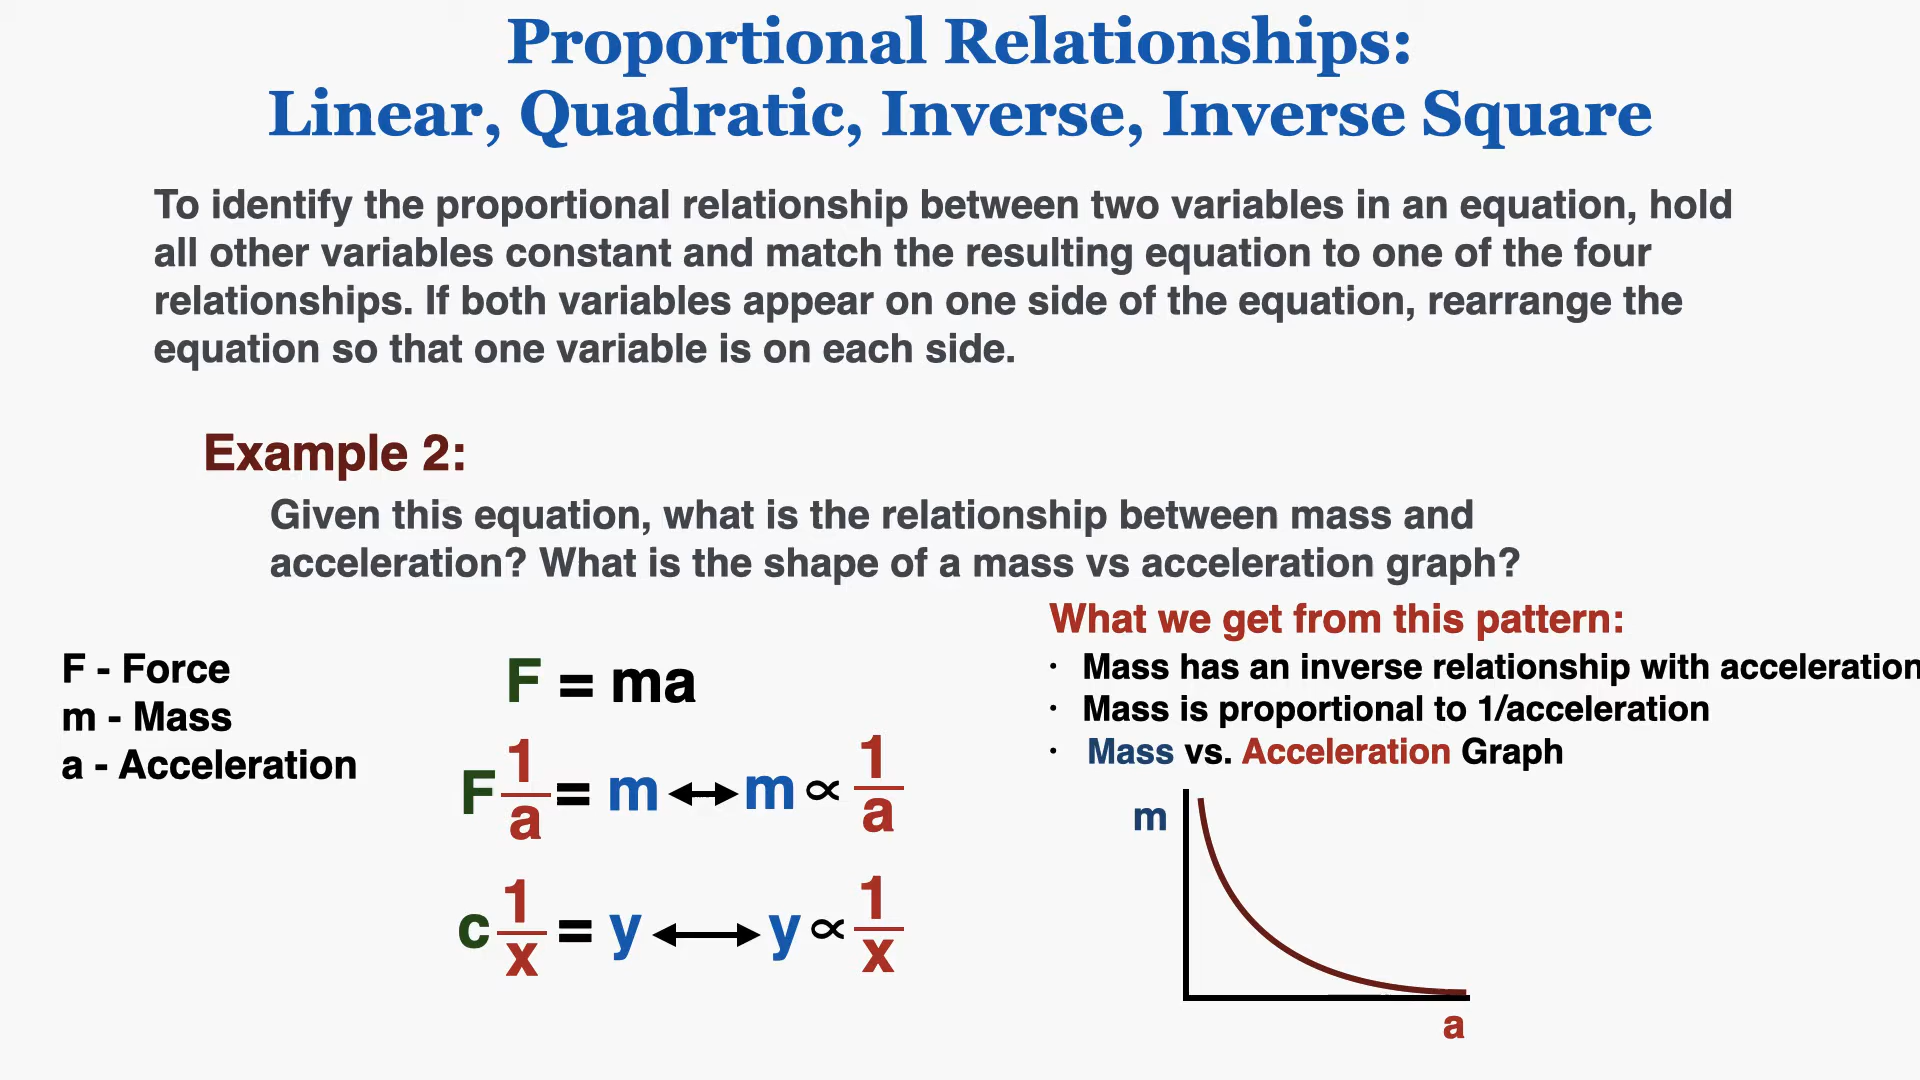 Proportional Relationships:
Linear, Quadratic, Inverse, Inverse Square
To identify the proportional relationship between two variables in an equation, hold
all other variables constant and match the resulting equation to one of the four
relationships. If both variables appear on one side of the equation, rearrange the
equation so that one variable is on each side.
Example 2:
Given this equation, what is the relationship between mass and
acceleration? What is the shape of a mass vs acceleration graph?
F - Force
m - Mass
a - Acceleration
F = ma
F 1/a = m ↔ m ∝ 1/a
c 1/x = y ↔ y ∝ 1/x
What we get from this pattern:
· Mass has an inverse relationship with acceleration
· Mass is proportional to 1/acceleration
· Mass vs. Acceleration Graph
m
a